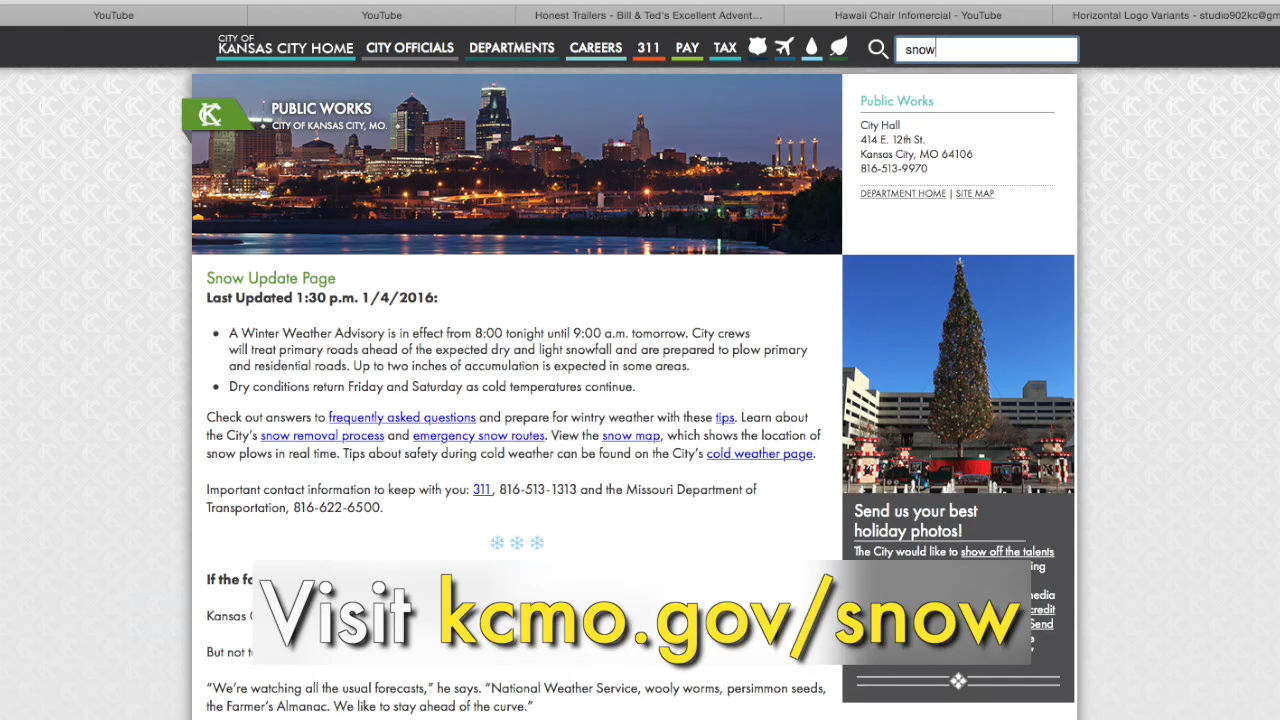 YouTube
YouTube
Honest Trailers - Bill & Ted's Excellent Advent...
Hawaii Chair Infomercial - YouTube
Horizontal Logo Variants - studio902kc@gm
CITY OF
KANSAS CITY HOME
CITY OFFICIALS
DEPARTMENTS
CAREERS
311
PAY
TAX
snow
KC
PUBLIC WORKS
CITY OF KANSAS CITY, MO.
Public Works
City Hall
414 E. 12th St.
Kansas City, MO 64106
816-513-9970
DEPARTMENT HOME | SITE MAP
Snow Update Page
Last Updated 1:30 p.m. 1/4/2016:
• A Winter Weather Advisory is in effect from 8:00 tonight until 9:00 a.m. tomorrow. City crews
will treat primary roads ahead of the expected dry and light snowfall and are prepared to plow primary
and residential roads. Up to two inches of accumulation is expected in some areas.
• Dry conditions return Friday and Saturday as cold temperatures continue.
Check out answers to frequently asked questions and prepare for wintry weather with these tips. Learn about
the City's snow removal process and emergency snow routes. View the snow map, which shows the location of
snow plows in real time. Tips about safety during cold weather can be found on the City's cold weather page.
Important contact information to keep with you: 311, 816-513-1313 and the Missouri Department of
Transportation, 816-622-6500.
Send us your best
holiday photos!
The City would like to show off the talents
ing
media
credit
Send
If the fo
Kansas C
But not t
Visit kcmo.gov/snow
“We're watching all the usual forecasts,” he says. “National Weather Service, wooly worms, persimmon seeds,
the Farmer's Almanac. We like to stay ahead of the curve.”